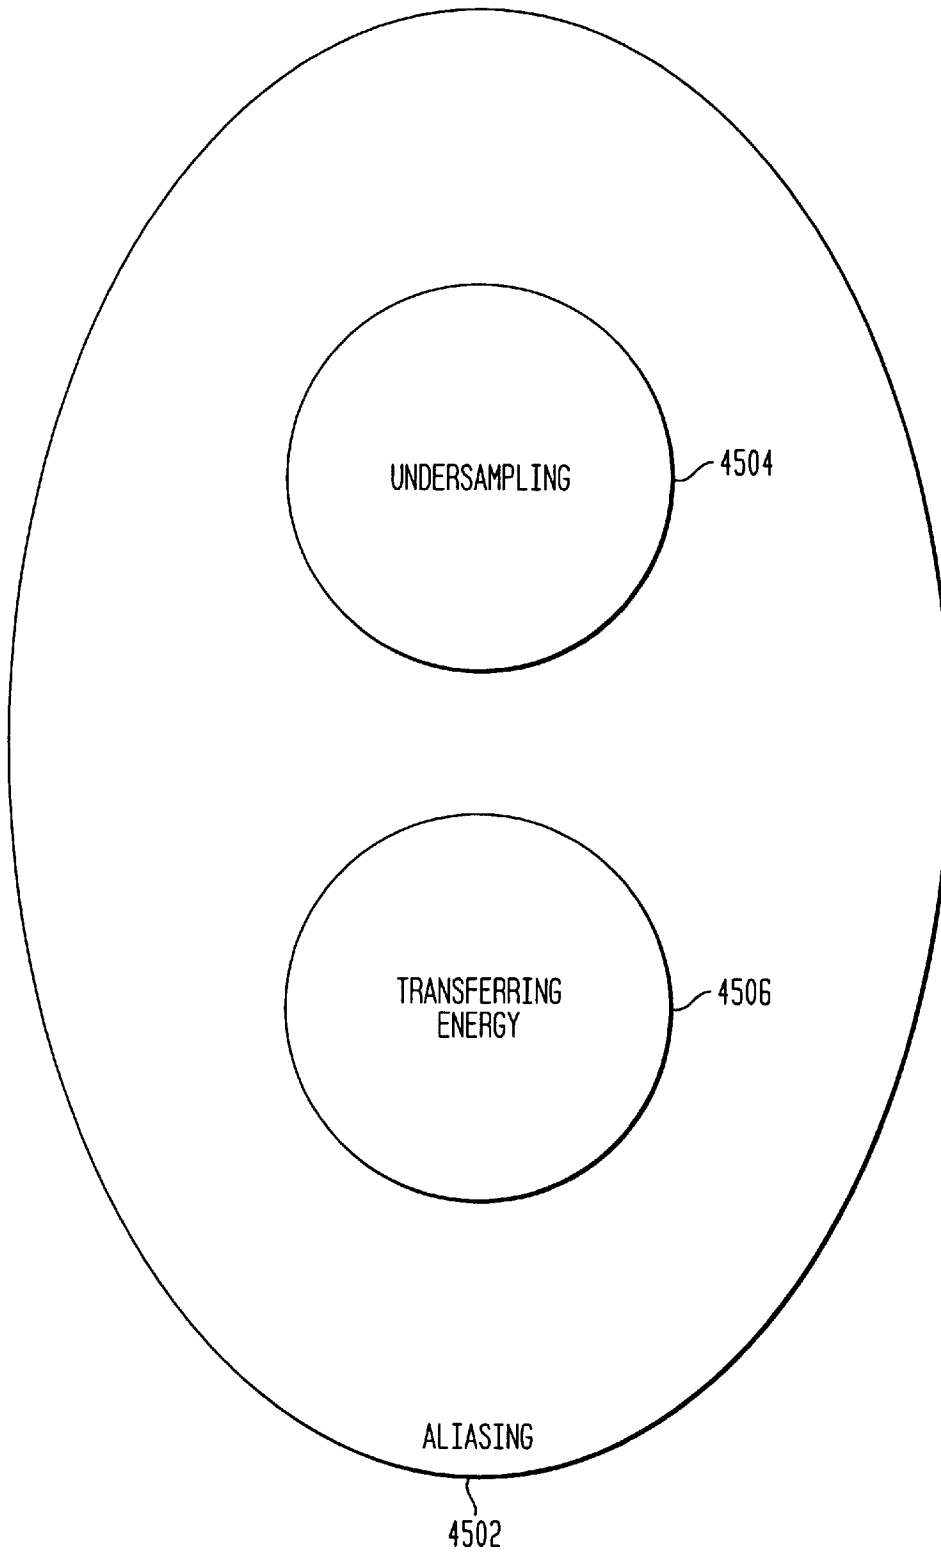 UNDERSAMPLING
4504
TRANSFERRING
ENERGY
4506
ALIASING
4502